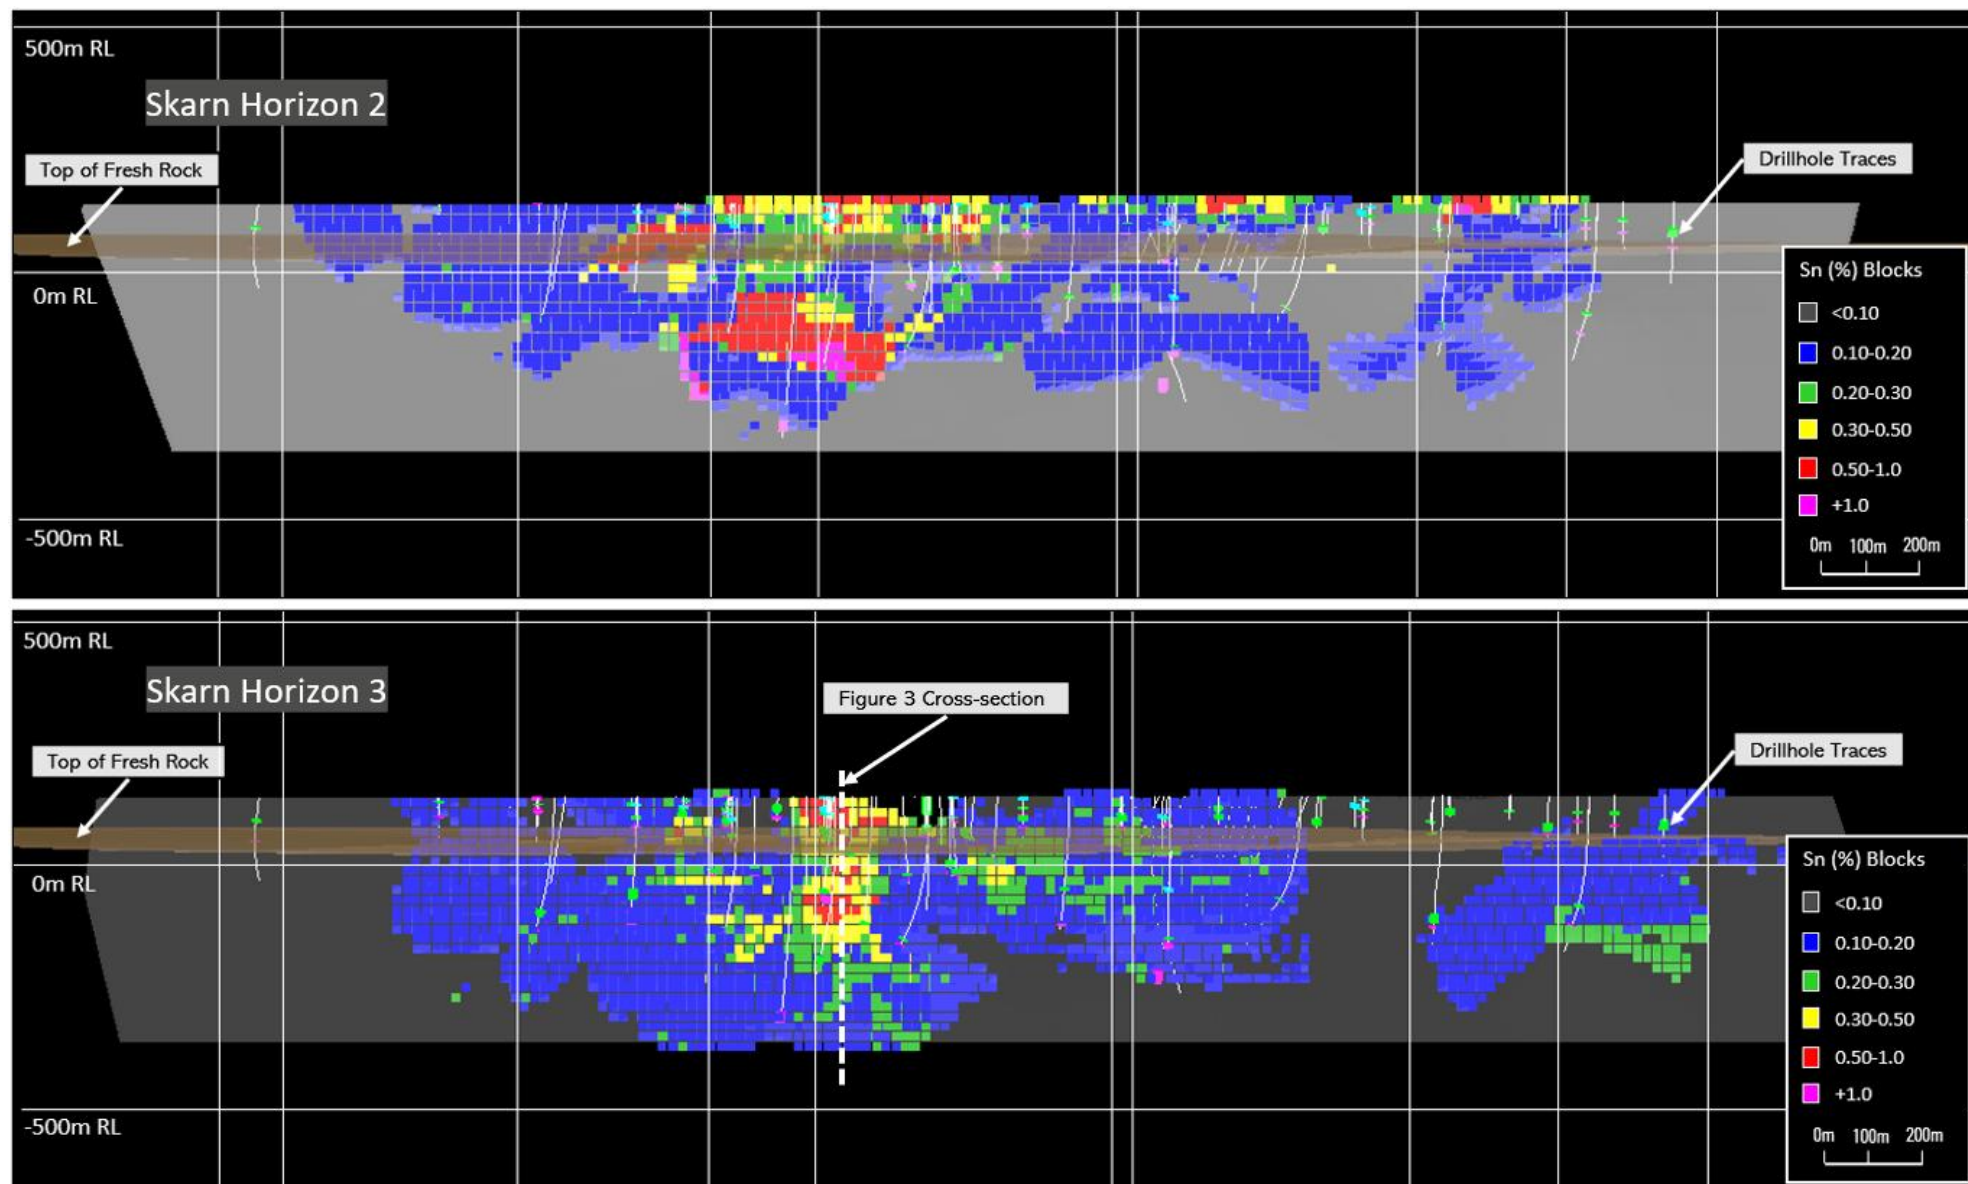 500m RL
Skarn Horizon 2
Top of Fresh Rock
Drillhole Traces
0m RL
-500m RL
Sn (%) Blocks
<0.10
0.10-0.20
0.20-0.30
0.30-0.50
0.50-1.0
+1.0
0m 100m 200m
500m RL
Skarn Horizon 3
Figure 3 Cross-section
Top of Fresh Rock
Drillhole Traces
0m RL
-500m RL
Sn (%) Blocks
<0.10
0.10-0.20
0.20-0.30
0.30-0.50
0.50-1.0
+1.0
0m 100m 200m